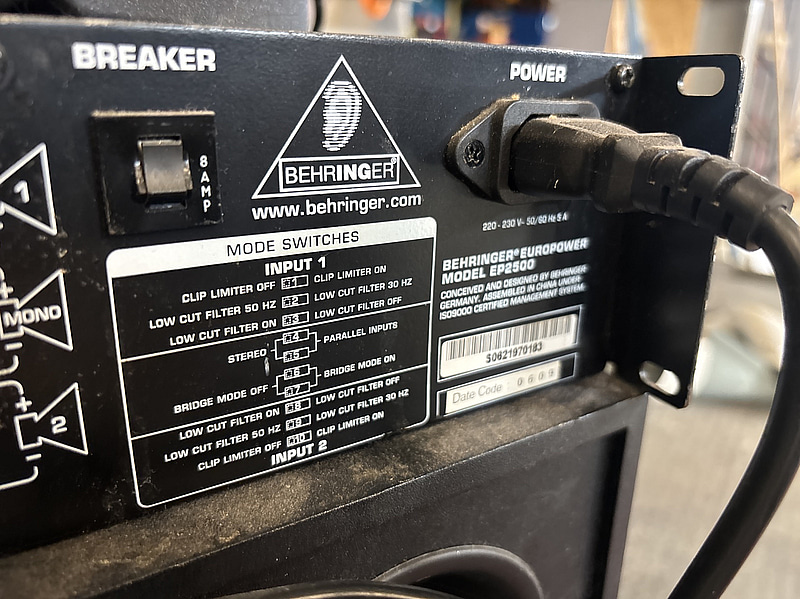 BREAKER
8 AMP
BEHRINGER
www.behringer.com
POWER
220 - 230 V~ 50/60 Hz 5 A
1
MONO
2
MODE SWITCHES
INPUT 1
CLIP LIMITER OFF 1 CLIP LIMITER ON
LOW CUT FILTER 50 HZ 2 LOW CUT FILTER 30 HZ
LOW CUT FILTER ON 3 LOW CUT FILTER OFF
STEREO 4 5 PARALLEL INPUTS
BRIDGE MODE OFF 6 7 BRIDGE MODE ON
LOW CUT FILTER ON 8 LOW CUT FILTER OFF
LOW CUT FILTER 50 HZ 9 LOW CUT FILTER 30 HZ
CLIP LIMITER OFF 10 CLIP LIMITER ON
INPUT 2
BEHRINGER® EUROPOWER
MODEL EP2500
CONCEIVED AND DESIGNED BY BEHRINGER
GERMANY. ASSEMBLED IN CHINA UNDER
ISO9000 CERTIFIED MANAGEMENT SYSTEM.
S0621970183
Date Code : 0609